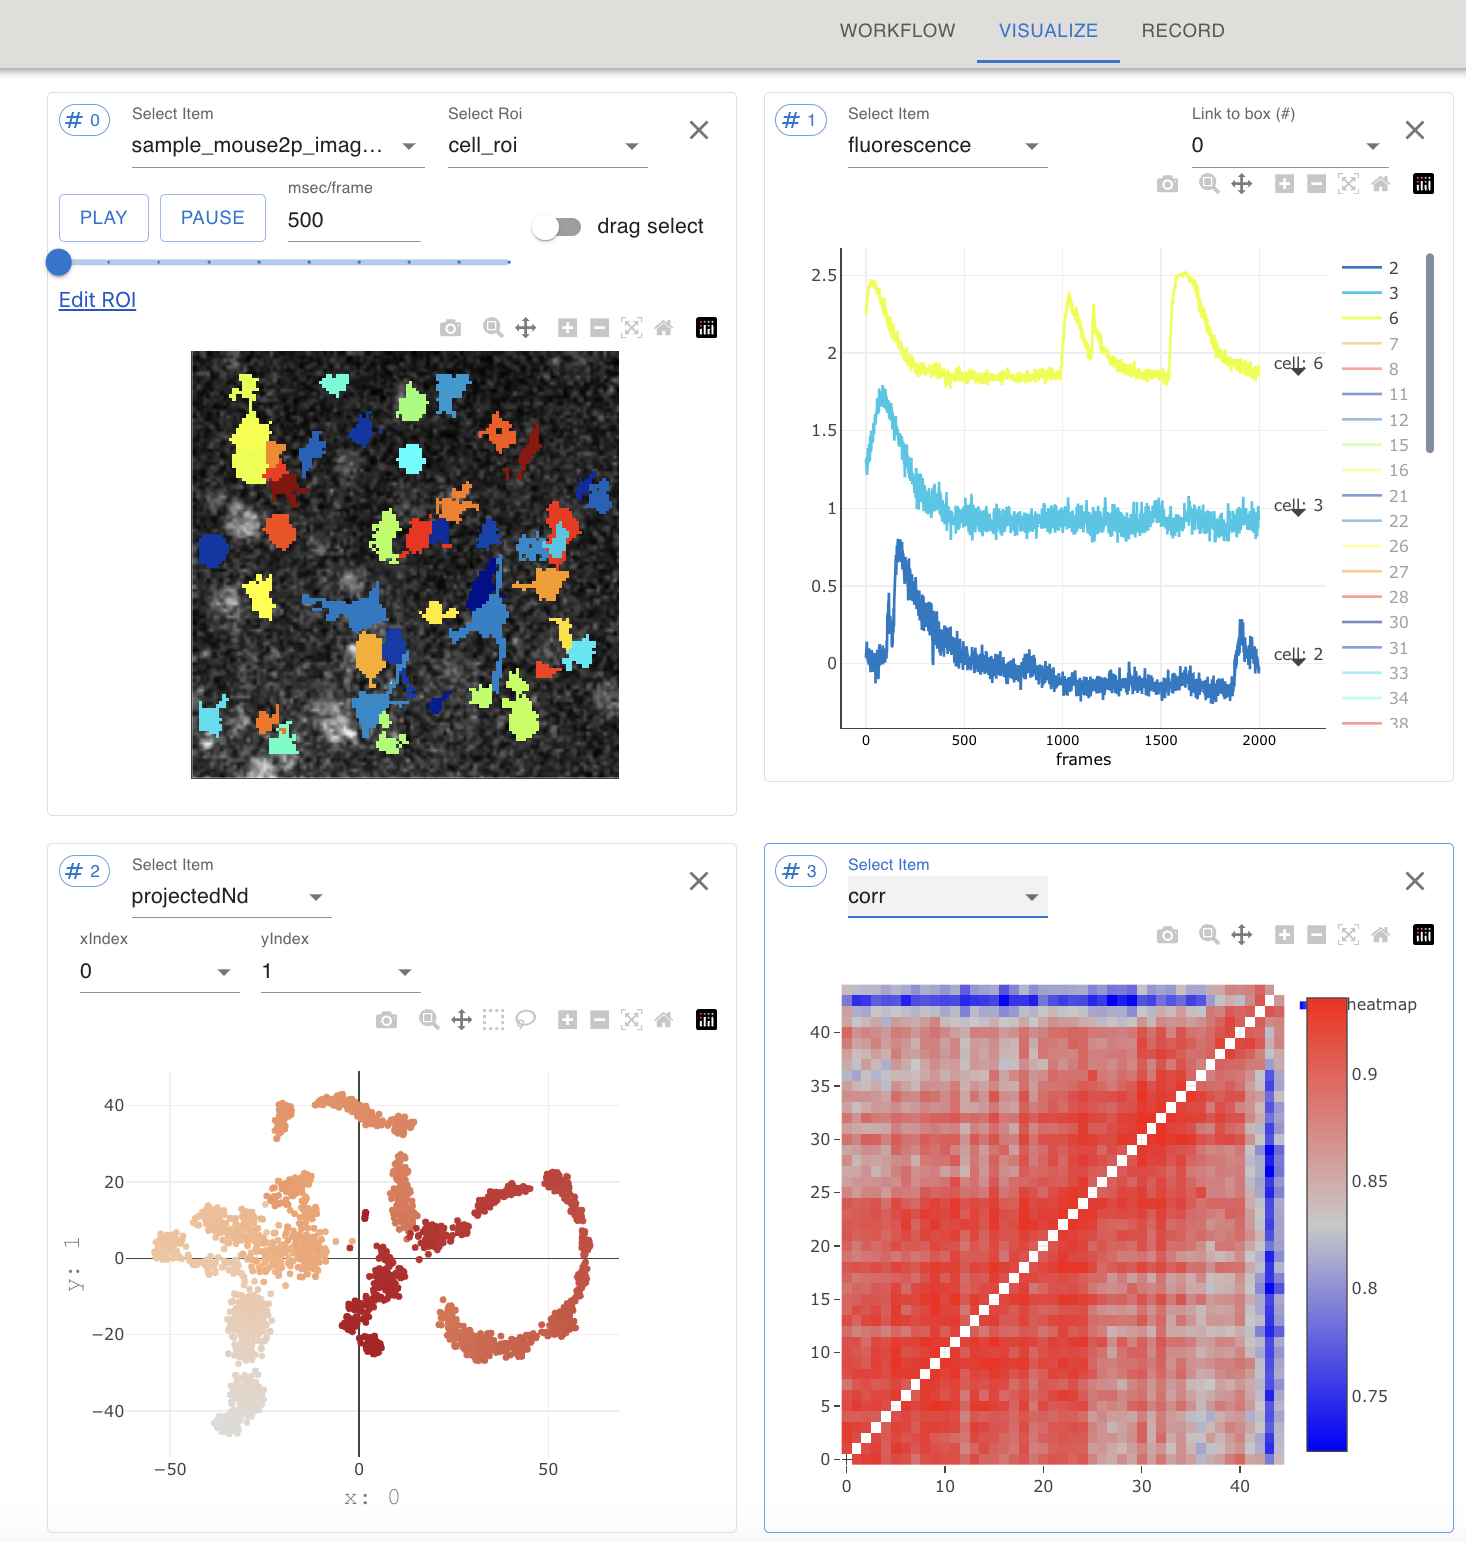 WORKFLOW VISUALIZE RECORD
# 0 Select Item Select Roi
sample_mouse2p_imag... cell_roi
msec/frame
PLAY PAUSE 500 drag select
Edit ROI
# 1 Select Item Link to box (#)
fluorescence 0
2.5
2
1.5
1
0.5
0
cell: 6
cell: 3
cell: 2
0 500 1000 1500 2000
frames
2
3
6
7
8
11
12
15
16
21
22
26
27
28
30
31
33
34
38
# 2 Select Item
projectedNd
xIndex yIndex
0 1
40
20
0
−20
−40
y: 1
−50 0 50
x: 0
# 3 Select Item
corr
40
35
30
25
20
15
10
5
0
0 10 20 30 40
heatmap
0.9
0.85
0.8
0.75